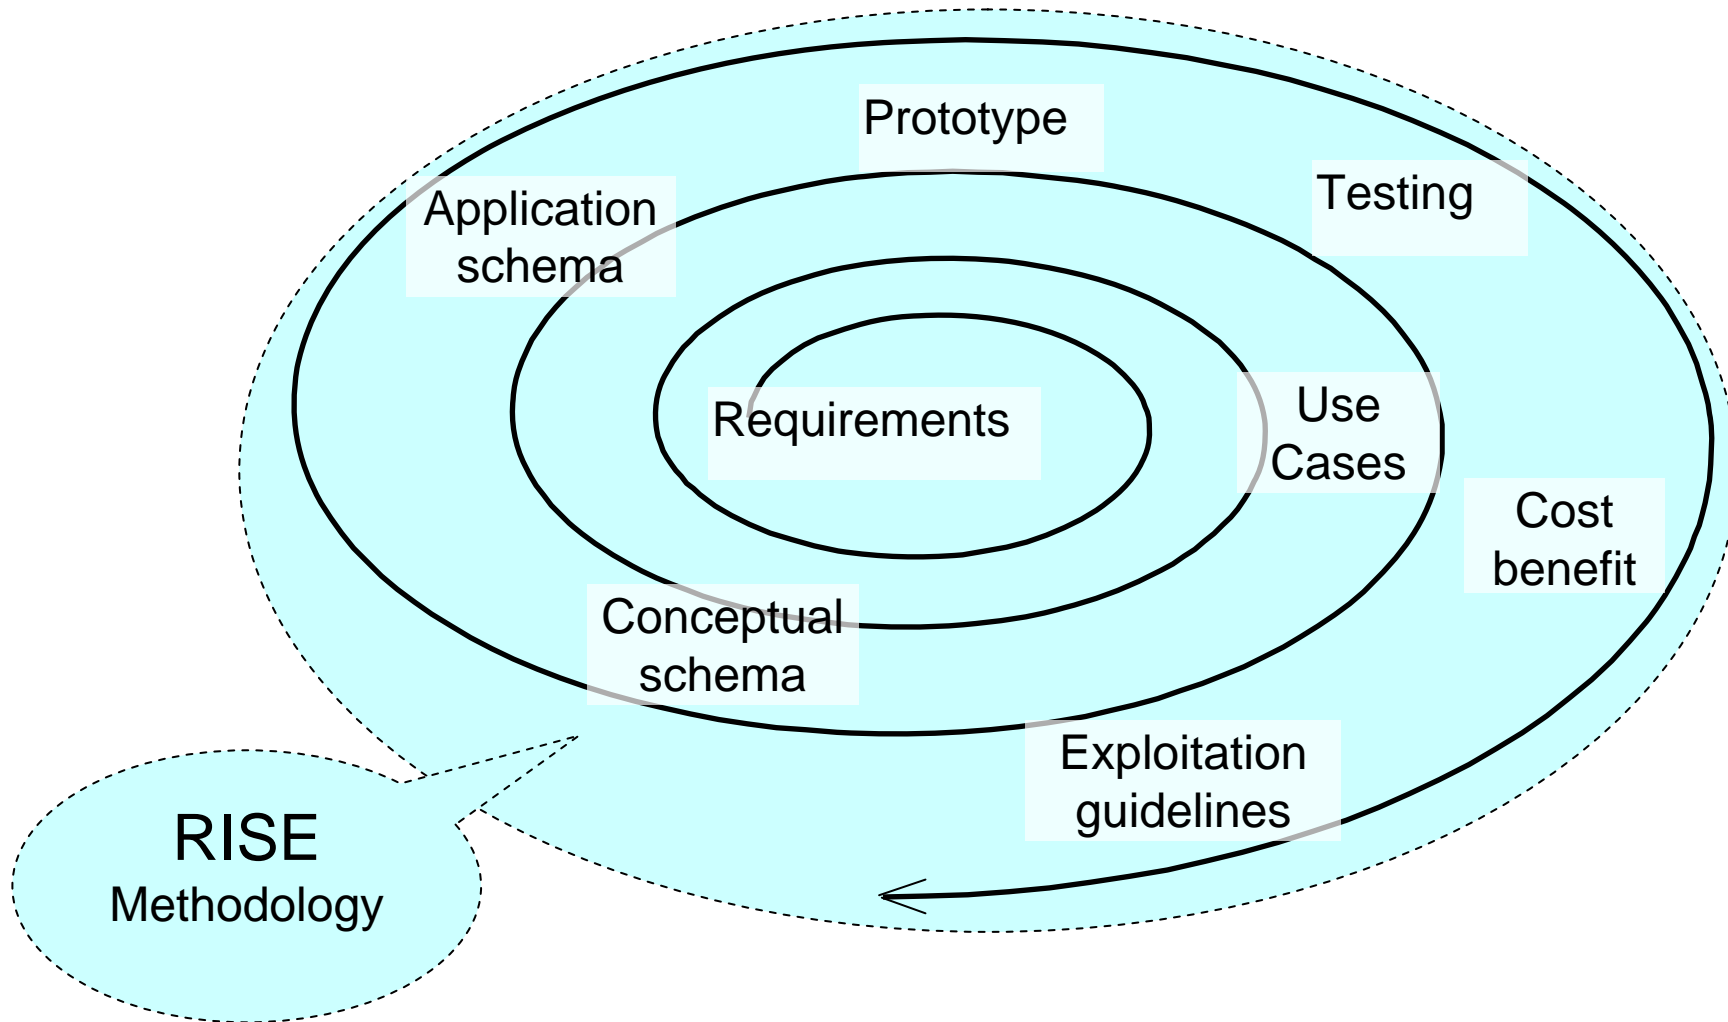 Prototype
Testing
Application
schema
Requirements
Use
Cases
Cost
benefit
Conceptual
schema
Exploitation
guidelines
RISE
Methodology